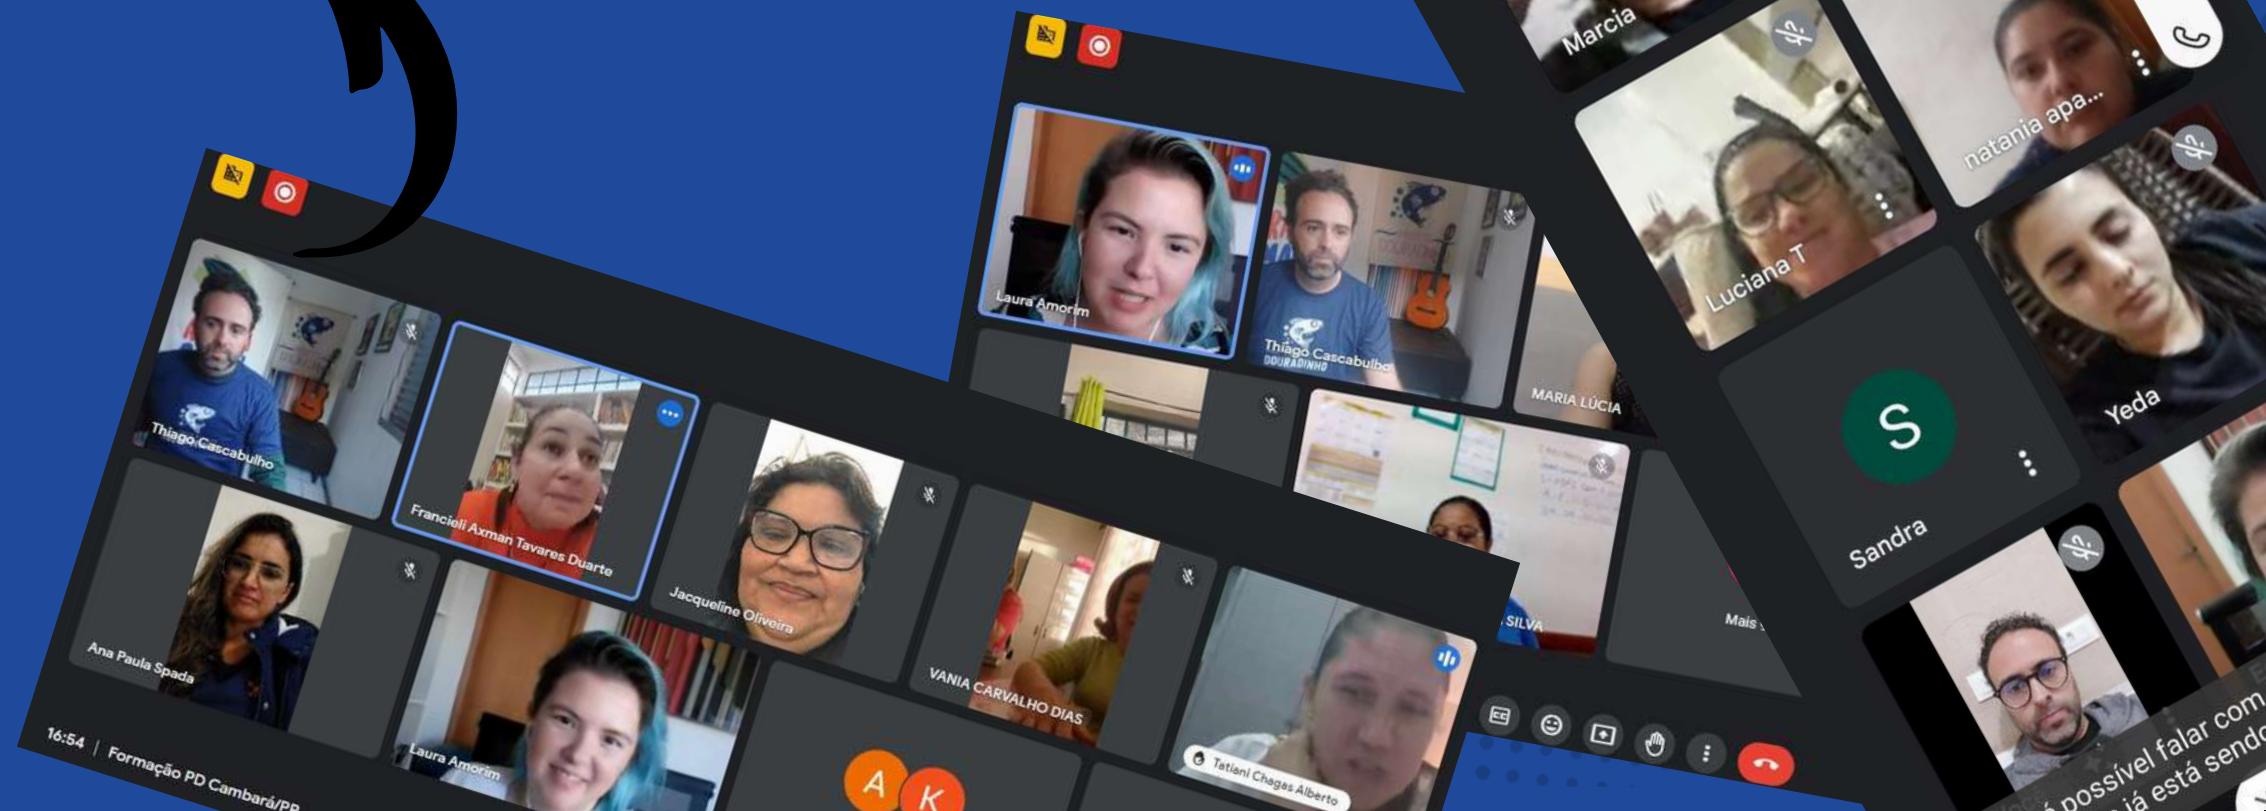 Thiago Cascabulho
Francieli Axman Tavares Duarte
Jacqueline Oliveira
VANIA CARVALHO DIAS
Tatiani Chagas Alberto
Ana Paula Spada
Laura Amorim
A
K
16:54 | Formação PD Cambará/PR
Laura Amorim
Thiago Cascabulho
DOURADINHO
MARIA LÚCIA
SILVA
Mais
Marcia
natania apa...
Luciana T
Yeda
S
Sandra
possível falar com
já está sendo